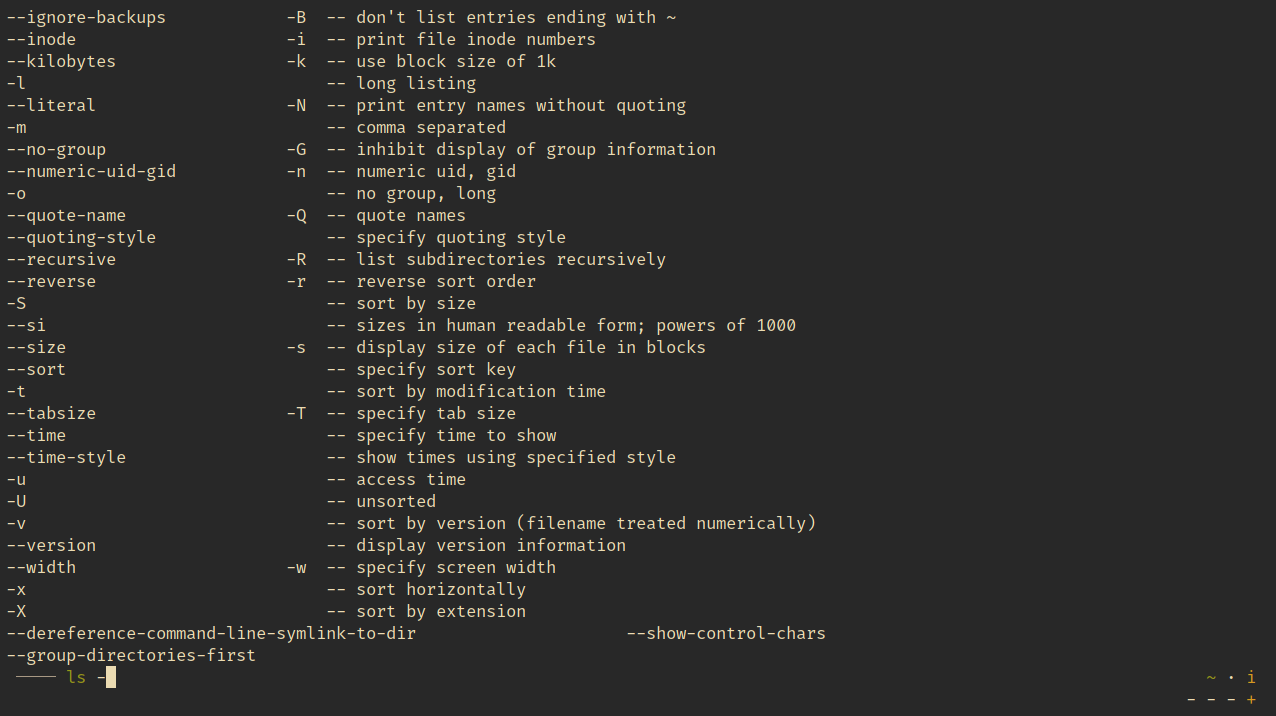 --ignore-backups            -B  -- don't list entries ending with ~
--inode                     -i  -- print file inode numbers
--kilobytes                 -k  -- use block size of 1k
-l                              -- long listing
--literal                   -N  -- print entry names without quoting
-m                              -- comma separated
--no-group                  -G  -- inhibit display of group information
--numeric-uid-gid           -n  -- numeric uid, gid
-o                              -- no group, long
--quote-name                -Q  -- quote names
--quoting-style                 -- specify quoting style
--recursive                 -R  -- list subdirectories recursively
--reverse                   -r  -- reverse sort order
-S                              -- sort by size
--si                            -- sizes in human readable form; powers of 1000
--size                      -s  -- display size of each file in blocks
--sort                          -- specify sort key
-t                              -- sort by modification time
--tabsize                   -T  -- specify tab size
--time                          -- specify time to show
--time-style                    -- show times using specified style
-u                              -- access time
-U                              -- unsorted
-v                              -- sort by version (filename treated numerically)
--version                       -- display version information
--width                     -w  -- specify screen width
-x                              -- sort horizontally
-X                              -- sort by extension
--dereference-command-line-symlink-to-dir                     --show-control-chars
--group-directories-first
──── ls -    ~ · i
- - - +